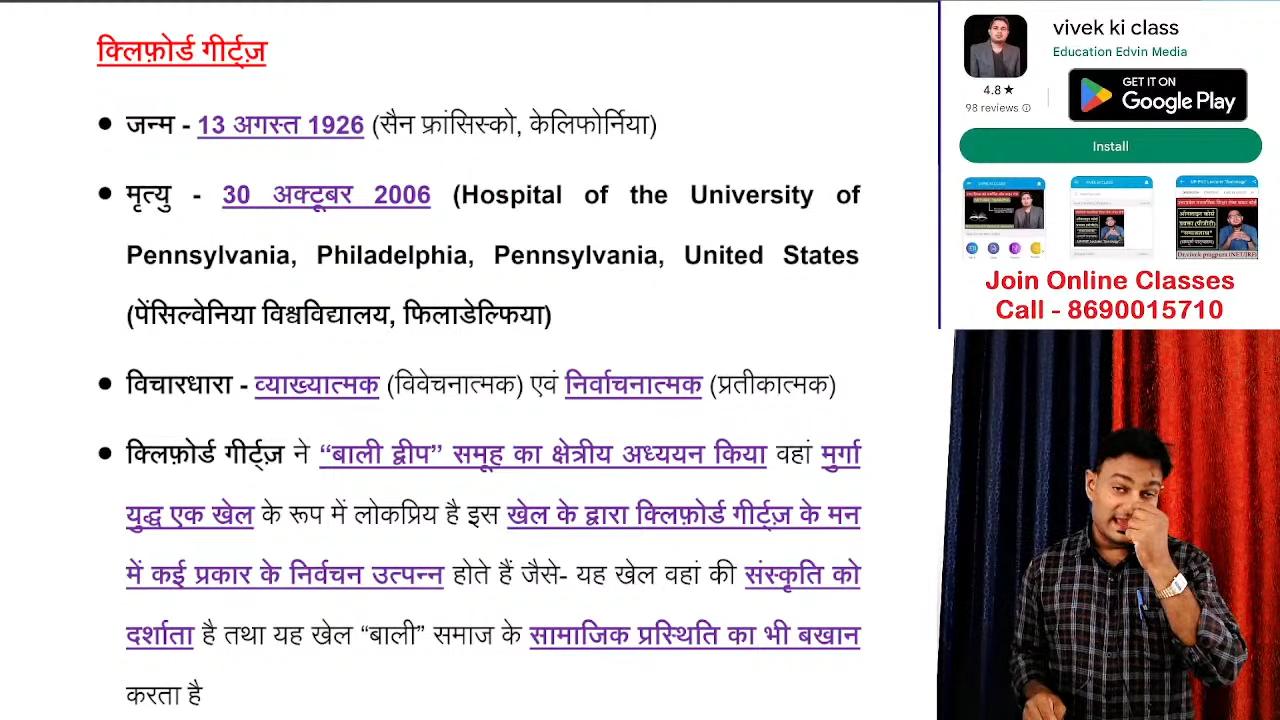 क्लिफ़ोर्ड गीर्ट्ज़
● जन्म - 13 अगस्त 1926 (सैन फ्रांसिस्को, केलिफोर्निया)
● मृत्यु - 30 अक्टूबर 2006 (Hospital of the University of
Pennsylvania, Philadelphia, Pennsylvania, United States
(पेंसिल्वेनिया विश्वविद्यालय, फिलाडेल्फिया)
● विचारधारा - व्याख्यात्मक (विवेचनात्मक) एवं निर्वाचनात्मक (प्रतीकात्मक)
● क्लिफ़ोर्ड गीर्ट्ज़ ने “बाली द्वीप” समूह का क्षेत्रीय अध्ययन किया वहां मुर्गा
युद्ध एक खेल के रूप में लोकप्रिय है इस खेल के द्वारा क्लिफ़ोर्ड गीर्ट्ज़ के मन
में कई प्रकार के निर्वचन उत्पन्न होते हैं जैसे- यह खेल वहां की संस्कृति को
दर्शाता है तथा यह खेल “बाली” समाज के सामाजिक प्रस्थिति का भी बखान
करता है
vivek ki class
Education Edvin Media
4.8★
98 reviews
GET IT ON
Google Play
Install
Join Online Classes
Call - 8690015710